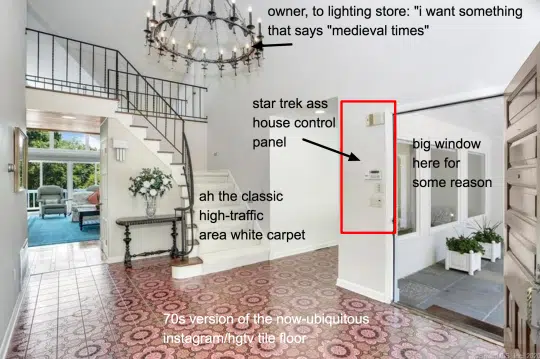 owner, to lighting store: "i want something
that says "medieval times"
star trek ass
house control
panel
big window
here for
some reason
ah the classic
high-traffic
area white carpet
70s version of the now-ubiquitous
instagram/hgtv tile floor